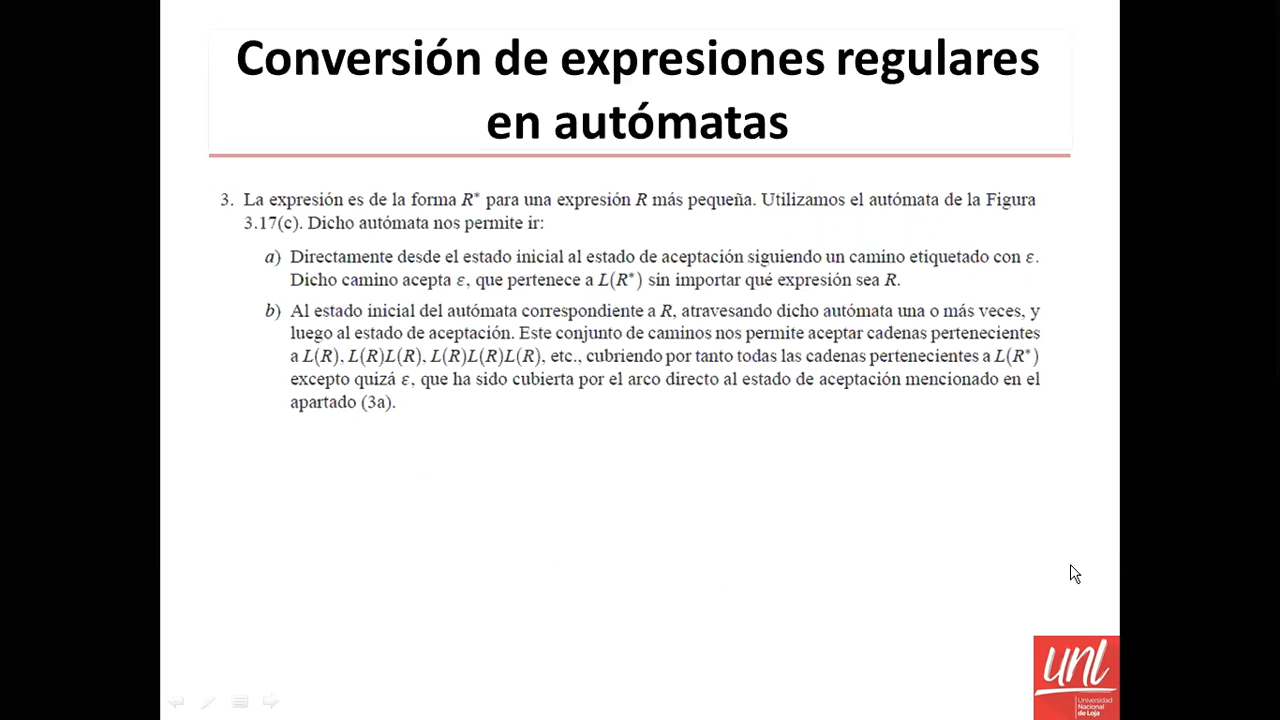 Conversión de expresiones regulares
en autómatas
3. La expresión es de la forma R* para una expresión R más pequeña. Utilizamos el autómata de la Figura
3.17(c). Dicho autómata nos permite ir:
a) Directamente desde el estado inicial al estado de aceptación siguiendo un camino etiquetado con ε.
Dicho camino acepta ε, que pertenece a L(R*) sin importar qué expresión sea R.
b) Al estado inicial del autómata correspondiente a R, atravesando dicho autómata una o más veces, y
luego al estado de aceptación. Este conjunto de caminos nos permite aceptar cadenas pertenecientes
a L(R), L(R)L(R), L(R)L(R)L(R), etc., cubriendo por tanto todas las cadenas pertenecientes a L(R*)
excepto quizá ε, que ha sido cubierta por el arco directo al estado de aceptación mencionado en el
apartado (3a).
unl
Universidad
Nacional
de Loja